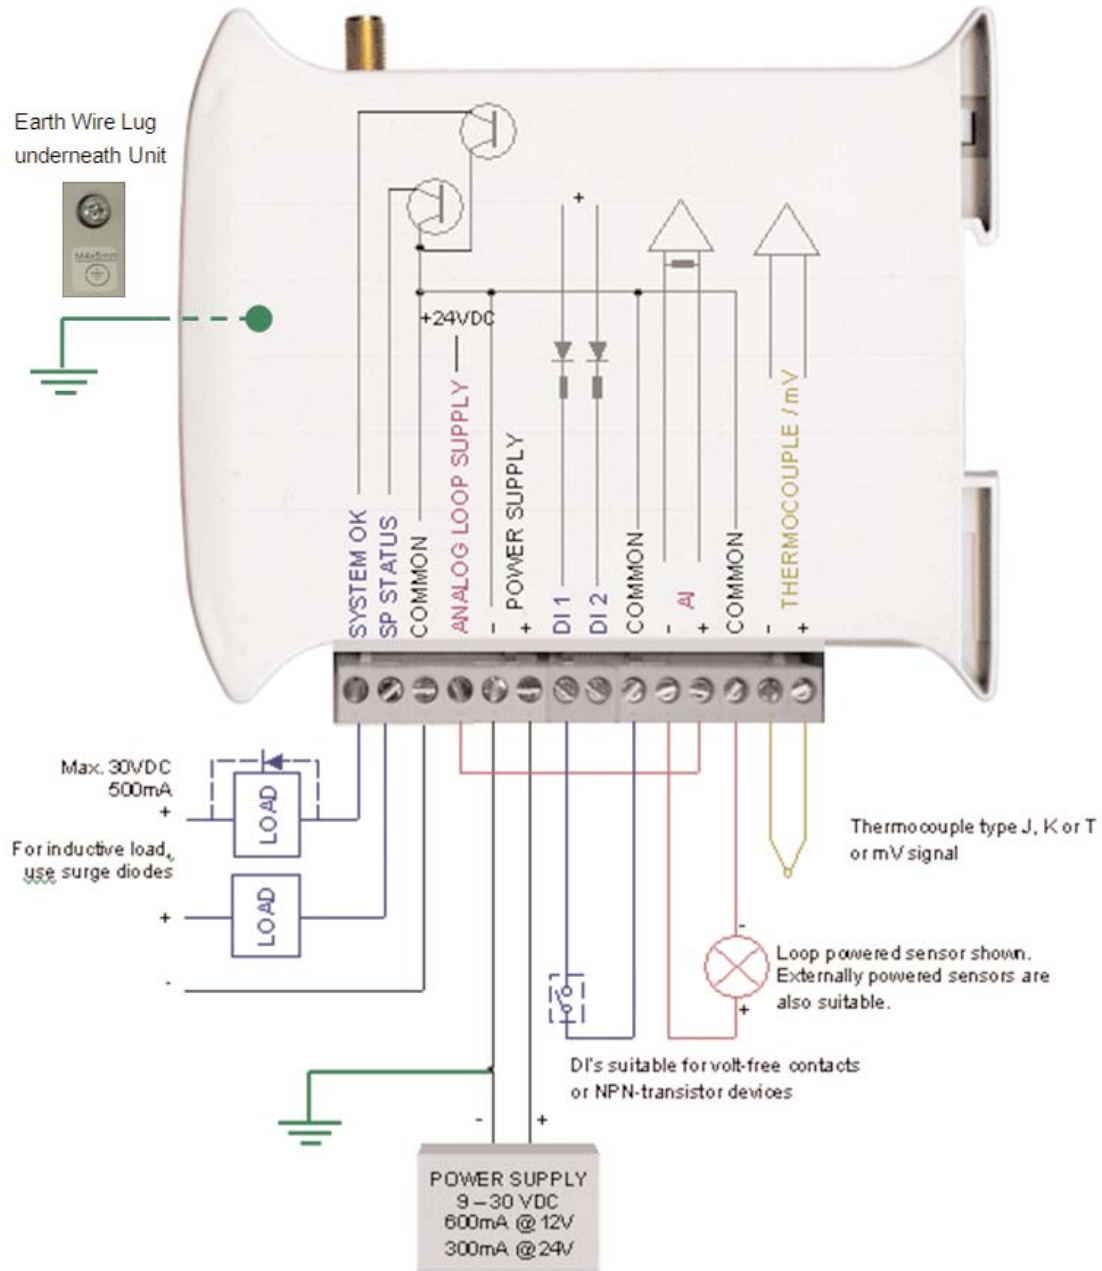 Earth Wire Lug
underneath Unit
M4x5mm
+
+24VDC
SYSTEM OK
SP STATUS
COMMON
ANALOG LOOP SUPPLY
-
+
POWER SUPPLY
DI 1
DI 2
COMMON
-
AI
+
COMMON
-
+
THERMOCOUPLE / mV
Max. 30VDC
500mA
+
LOAD
For inductive load,
use surge diodes
+
LOAD
-
Thermocouple type J, K or T
or mV signal
-
Loop powered sensor shown.
Externally powered sensors are
also suitable.
+
DI's suitable for volt-free contacts
or NPN-transistor devices
-
+
POWER SUPPLY
9 – 30 VDC
600mA @ 12V
300mA @ 24V